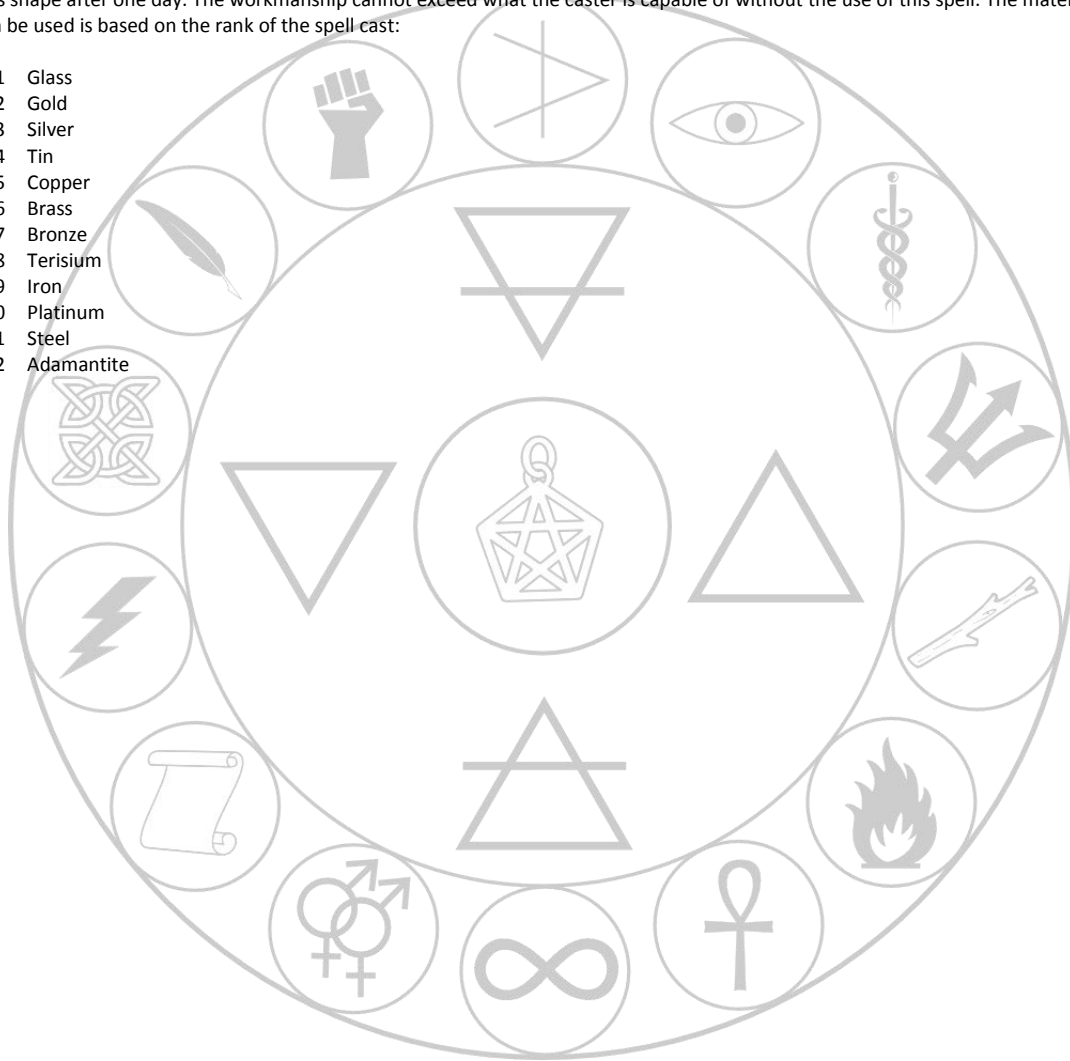 s shape after one day. The workmanship cannot exceed what the caster is capable of without the use of this spell. The mater
be used is based on the rank of the spell cast:
1 Glass
2 Gold
3 Silver
4 Tin
5 Copper
6 Brass
7 Bronze
8 Terisium
9 Iron
0 Platinum
1 Steel
2 Adamantite